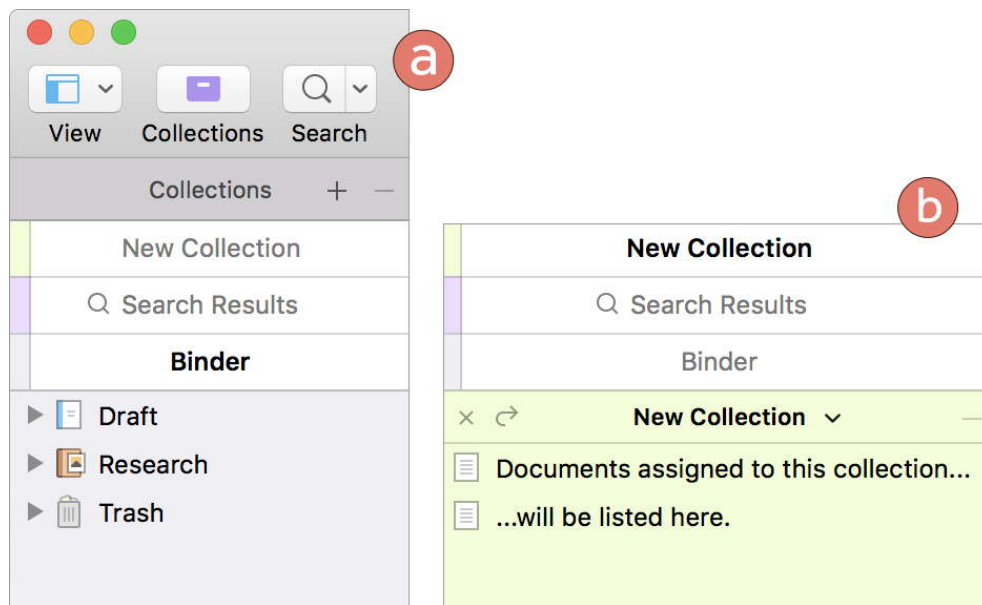 a
View Collections Search
Collections
New Collection
Search Results
Binder
Draft
Research
Trash
b
New Collection
Search Results
Binder
New Collection
Documents assigned to this collection...
...will be listed here.